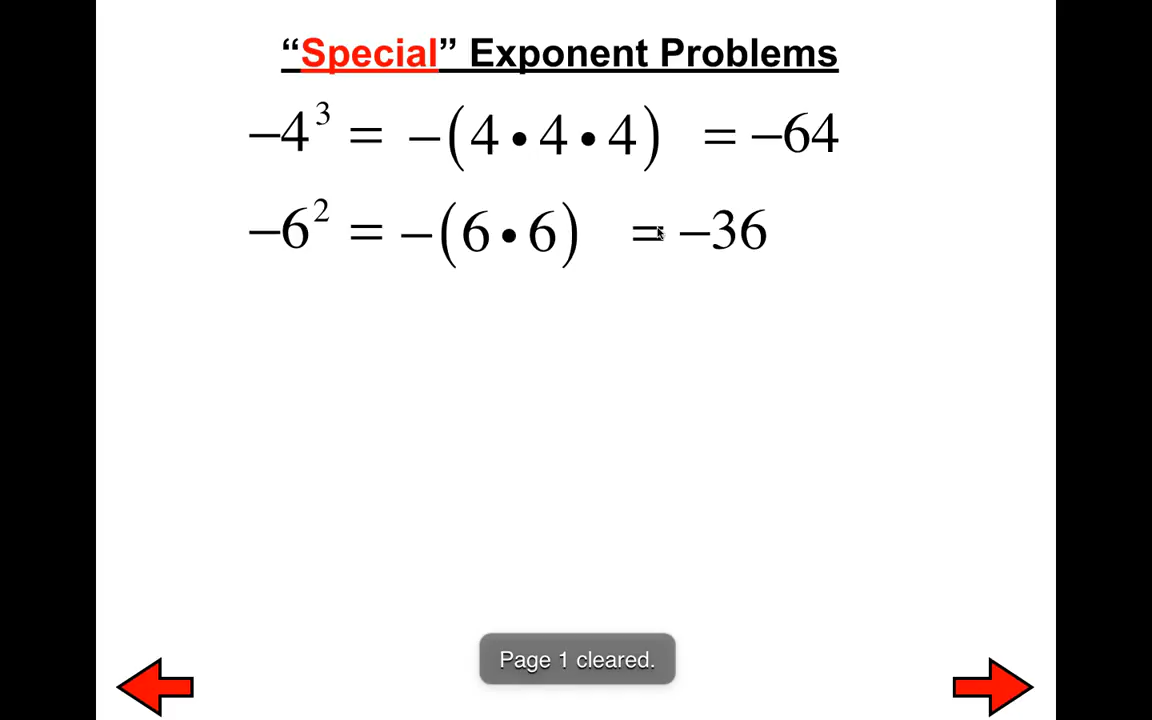 “Special” Exponent Problems
−4³ = −(4 • 4 • 4) = −64
−6² = −(6 • 6) = −36
Page 1 cleared.